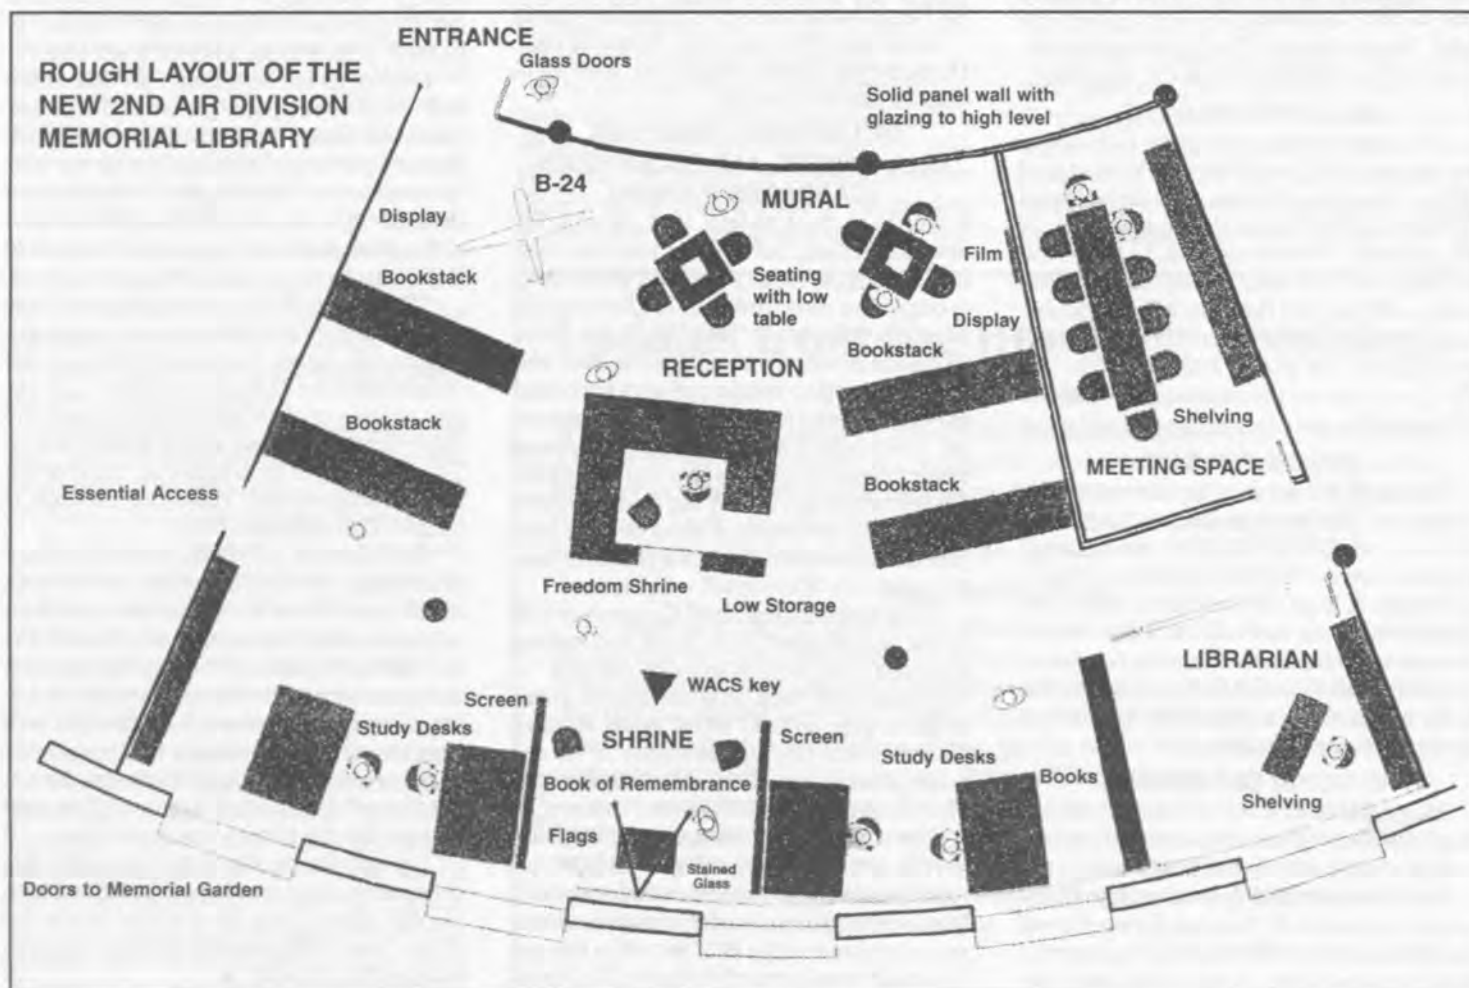 ENTRANCE
Glass Doors
ROUGH LAYOUT OF THE
NEW 2ND AIR DIVISION
MEMORIAL LIBRARY
Solid panel wall with
glazing to high level
B-24
MURAL
Display
Film
Bookstack
Seating
with low
table
Display
Bookstack
RECEPTION
Bookstack
Shelving
MEETING SPACE
Essential Access
Bookstack
Freedom Shrine
Low Storage
LIBRARIAN
WACS key
Screen
Study Desks
SHRINE
Screen
Study Desks
Books
Book of Remembrance
Shelving
Flags
Stained
Glass
Doors to Memorial Garden